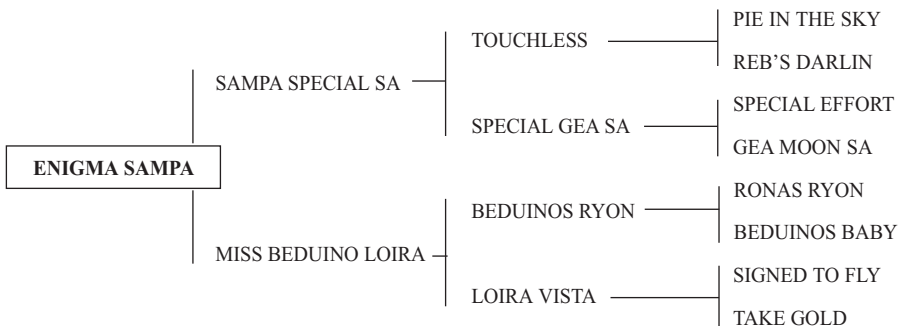 PIE IN THE SKY
TOUCHLESS
REB’S DARLIN
SAMPA SPECIAL SA
SPECIAL EFFORT
SPECIAL GEA SA
GEA MOON SA
ENIGMA SAMPA
RONAS RYON
BEDUINOS RYON
BEDUINOS BABY
MISS BEDUINO LOIRA
SIGNED TO FLY
LOIRA VISTA
TAKE GOLD